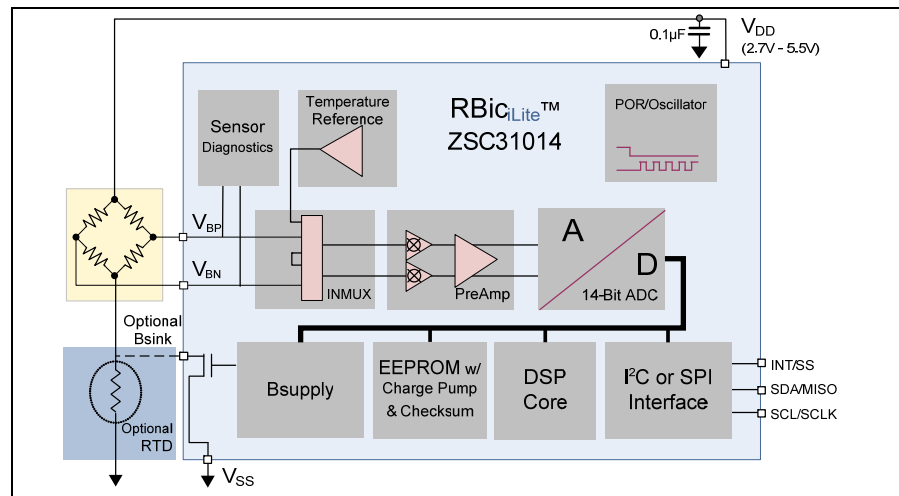 0.1µF
VDD
(2.7V - 5.5V)
Sensor
Diagnostics
Temperature
Reference
RBiciLite™
ZSC31014
POR/Oscillator
VBP
VBN
INMUX
PreAmp
A
D
14-Bit ADC
Optional
Bsink
Bsupply
EEPROM w/
Charge Pump
& Checksum
DSP
Core
I²C or SPI
Interface
INT/SS
SDA/MISO
SCL/SCLK
Optional
RTD
VSS